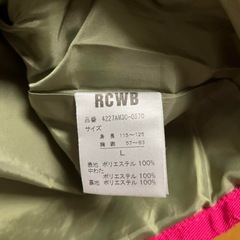 RCWB
品番 4227AW30-0570
サイズ
身長 115～125
胸囲 57～63
L
表地 ポリエステル 100%
中わた
ポリエステル 100%
裏地 ポリエステル 100%